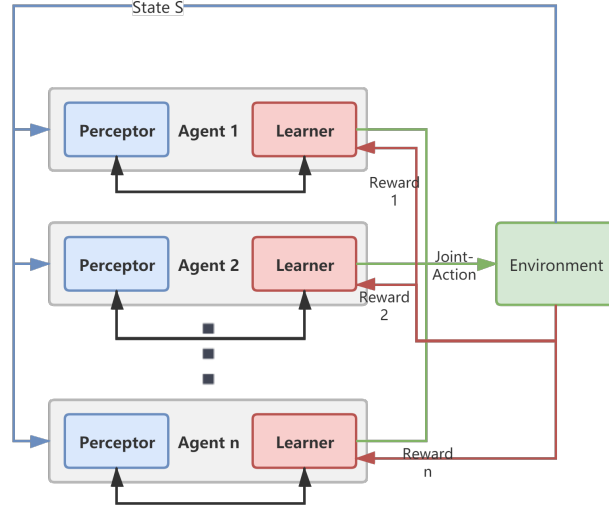 State S
Perceptor Agent 1 Learner
Reward
1
Perceptor Agent 2 Learner
Joint-
Action
Environment
Reward
2
Perceptor Agent n Learner
Reward
n